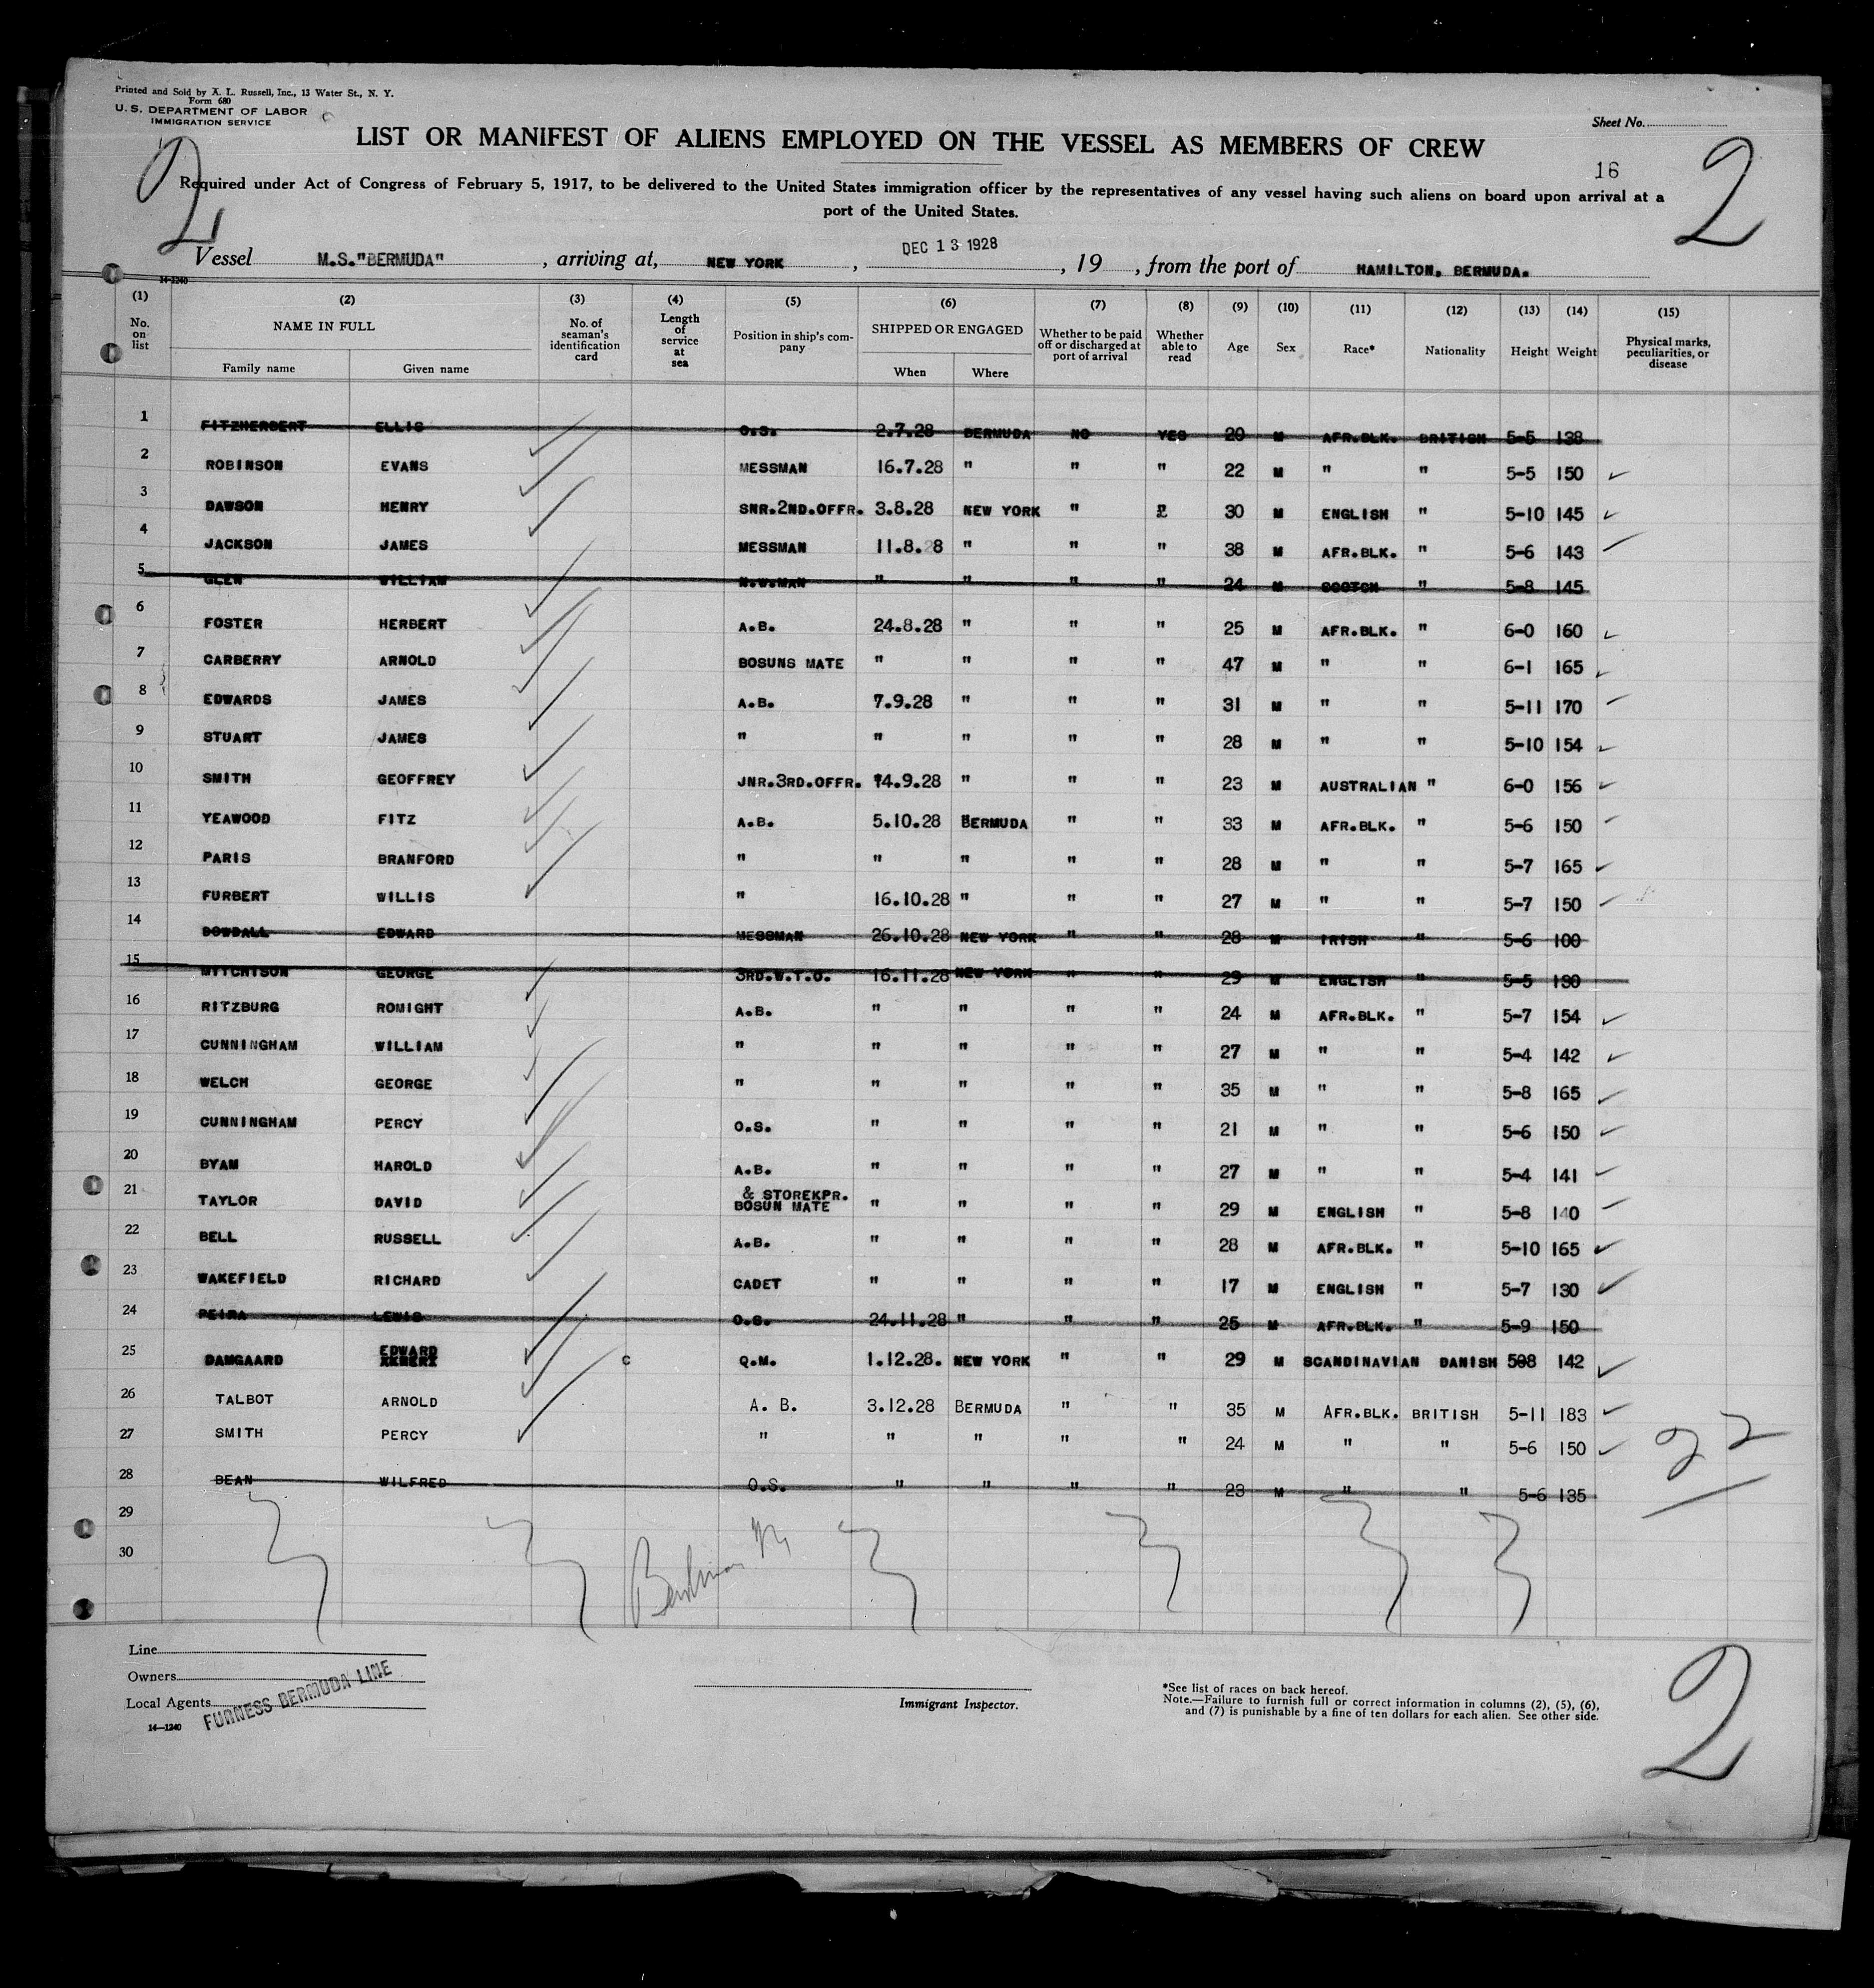 Printed and Sold by A. L. Russell, Inc., 13 Water St., N. Y.
Form 680
U. S. DEPARTMENT OF LABOR
IMMIGRATION SERVICE
Sheet No.
LIST OR MANIFEST OF ALIENS EMPLOYED ON THE VESSEL AS MEMBERS OF CREW
16
2 2
Required under Act of Congress of February 5, 1917, to be delivered to the United States immigration officer by the representatives of any vessel having such aliens on board upon arrival at a
port of the United States.
Vessel M.S."BERMUDA", arriving at, NEW YORK, DEC 13 1928, 19 , from the port of HAMILTON, BERMUDA.
14-1240
(1) (2) (3) (4) (5) (6) (7) (8) (9) (10) (11) (12) (13) (14) (15)
No. on list NAME IN FULL No. of seaman's identification card Length of service at sea Position in ship's company SHIPPED OR ENGAGED Whether to be paid off or discharged at port of arrival Whether able to read Age Sex Race* Nationality Height Weight Physical marks, peculiarities, or disease
Family name Given name When Where
1 FITZHERBERT ELLIS O.S. 2.7.28 BERMUDA NO YES 20 M AFR.BLK. BRITISH 5-5 138
2 ROBINSON EVANS MESSMAN 16.7.28 " " " 22 M " " 5-5 150
3 DAWSON HENRY SNR.2ND.OFFR. 3.8.28 NEW YORK " " 30 M ENGLISH " 5-10 145
4 JACKSON JAMES MESSMAN 11.8.28 " " " 38 M AFR.BLK. " 5-6 143
5 GLEN WILLIAM N.W.MAN " " " " 24 M SCOTCH " 5-8 145
6 FOSTER HERBERT A.B. 24.8.28 " " " 25 M AFR.BLK. " 6-0 160
7 CARBERRY ARNOLD BOSUNS MATE " " " " 47 M " " 6-1 165
8 EDWARDS JAMES A.B. 7.9.28 " " " 31 M " " 5-11 170
9 STUART JAMES " " " " " 28 M " " 5-10 154
10 SMITH GEOFFREY JNR.3RD.OFFR. 14.9.28 " " " 23 M AUSTRALIAN " 6-0 156
11 YEAWOOD FITZ A.B. 5.10.28 BERMUDA " " 33 M AFR.BLK. " 5-6 150
12 PARIS BRANFORD " " " " " 28 M " " 5-7 165
13 FURBERT WILLIS " 16.10.28 " " " 27 M " " 5-7 150
14 DOWDALL EDWARD MESSMAN 26.10.28 NEW YORK " " 28 M IRISH " 5-6 100
15 MITCHISON GEORGE 3RD.W.T.O. 16.11.28 NEW YORK " " 29 M ENGLISH " 5-5 130
16 RITZBURG ROMIGHT A.B. " " " " 24 M AFR.BLK. " 5-7 154
17 CUNNINGHAM WILLIAM " " " " " 27 M " " 5-4 142
18 WELCH GEORGE " " " " " 35 M " " 5-8 165
19 CUNNINGHAM PERCY O.S. " " " " 21 M " " 5-6 150
20 BYAM HAROLD A.B. " " " " 27 M " " 5-4 141
21 TAYLOR DAVID & STOREKPR. BOSUN MATE " " " " 29 M ENGLISH " 5-8 140
22 BELL RUSSELL A.B. " " " " 28 M AFR.BLK. " 5-10 165
23 WAKEFIELD RICHARD CADET " " " " 17 M ENGLISH " 5-7 130
24 PEIRA LEWIS O.S. 24.11.28 " " " 25 M AFR.BLK. " 5-9 150
25 DAMGAARD EDWARD C Q.M. 1.12.28. NEW YORK " " 29 M SCANDINAVIAN DANISH 508 142
26 TALBOT ARNOLD A. B. 3.12.28 BERMUDA " " 35 M AFR.BLK. BRITISH 5-11 183
27 SMITH PERCY " " " " " 24 M " " 5-6 150
22
28 BEAN WILFRED O.S. " " " " 23 M " " 5-6 135
29
30
Line
Owners
Local Agents
FURNESS BERMUDA LINE
14-1240
Immigrant Inspector.
*See list of races on back hereof.
Note.—Failure to furnish full or correct information in columns (2), (5), (6),
and (7) is punishable by a fine of ten dollars for each alien. See other side.
2